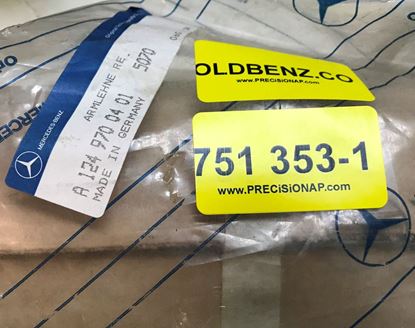 ARMLEHNE RE.
5070
A 124 970 04 01
MADE IN GERMANY
MERCEDES-BENZ
OLDBENZ.CO
www.PRECiSiONAP.com
751 353-1
www.PRECiSiONAP.com